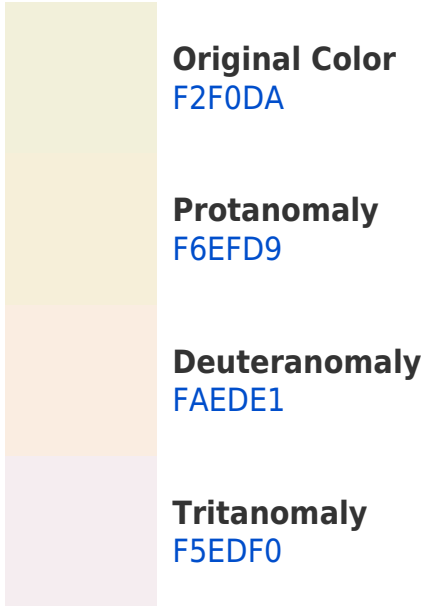 Original Color
F2F0DA
Protanomaly
F6EFD9
Deuteranomaly
FAEDE1
Tritanomaly
F5EDF0